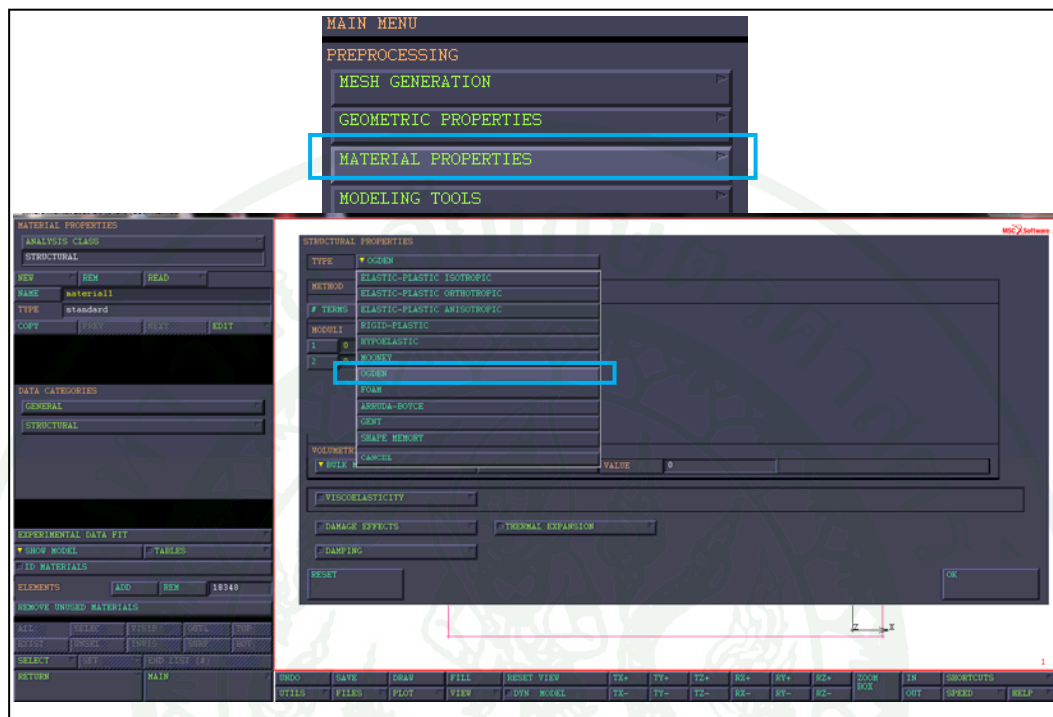 MAIN MENU
PREPROCESSING
MESH GENERATION
GEOMETRIC PROPERTIES
MATERIAL PROPERTIES
MODELING TOOLS
MATERIAL PROPERTIES
ANALYSIS CLASS
STRUCTURAL
NEW REM READ
NAME material1
TYPE standard
COPY PREV NEXT EDIT
DATA CATEGORIES
GENERAL
STRUCTURAL
EXPERIMENTAL DATA FIT
SHOW MODEL TABLES
ID MATERIALS
ELEMENTS ADD REM 18348
REMOVE UNUSED MATERIALS
ALL: SELEC VISIB OUTL TOP
EXIST UNSEL INVIS SURF BOT
SELECT SET END LIST (#)
RETURN MAIN
MSC Software
STRUCTURAL PROPERTIES
TYPE OGDEN
METHOD
# TERMS
MODULI
1 0
2
ELASTIC-PLASTIC ISOTROPIC
ELASTIC-PLASTIC ORTHOTROPIC
ELASTIC-PLASTIC ANISOTROPIC
RIGID-PLASTIC
HYPOELASTIC
MOONEY
OGDEN
FOAM
ARRUDA-BOYCE
GENT
SHAPE MEMORY
CANCEL
VOLUMETR
BULK M VALUE 0
VISCOELASTICITY
DAMAGE EFFECTS THERMAL EXPANSION
DAMPING
RESET OK
Z X
1
UNDO SAVE DRAW FILL RESET VIEW TX+ TY+ TZ+ RX+ RY+ RZ+ ZOOM BOX IN SHORTCUTS
UTILS FILES PLOT VIEW DYN MODEL TX- TY- TZ- RX- RY- RZ- OUT SPEED HELP